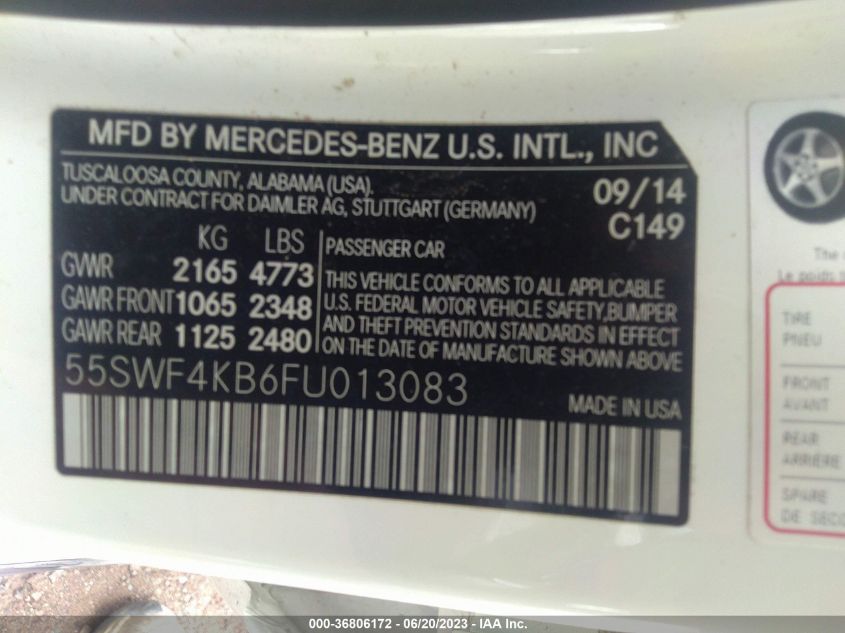 MFD BY MERCEDES-BENZ U.S. INTL., INC
TUSCALOOSA COUNTY, ALABAMA (USA).
UNDER CONTRACT FOR DAIMLER AG, STUTTGART (GERMANY)
09/14
C149
KG LBS
GVWR 2165 4773
GAWR FRONT 1065 2348
GAWR REAR 1125 2480
PASSENGER CAR
THIS VEHICLE CONFORMS TO ALL APPLICABLE
U.S. FEDERAL MOTOR VEHICLE SAFETY,BUMPER
AND THEFT PREVENTION STANDARDS IN EFFECT
ON THE DATE OF MANUFACTURE SHOWN ABOVE
55SWF4KB6FU013083
MADE IN USA
The
Le poids
TIRE
PNEU
FRONT
AVANT
REAR
ARRIERE
SPARE
DE
000-36806172 - 06/20/2023 - IAA Inc.